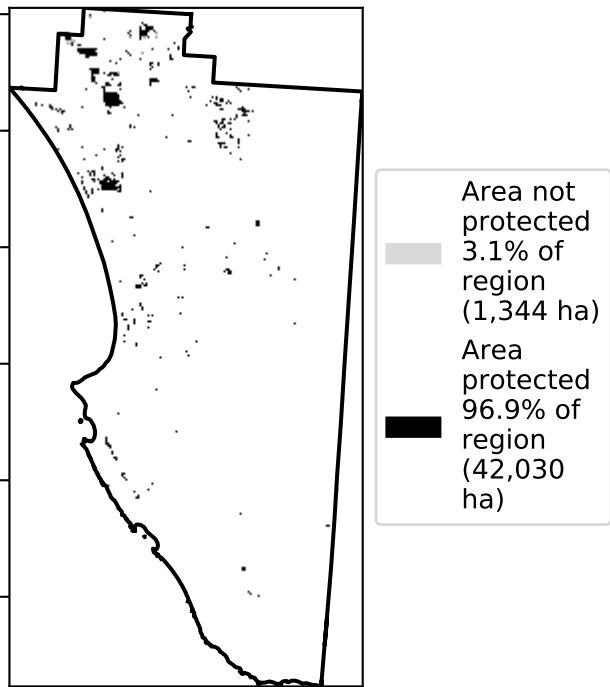 Area not
protected
3.1% of
region
(1,344 ha)
Area
protected
96.9% of
region
(42,030
ha)